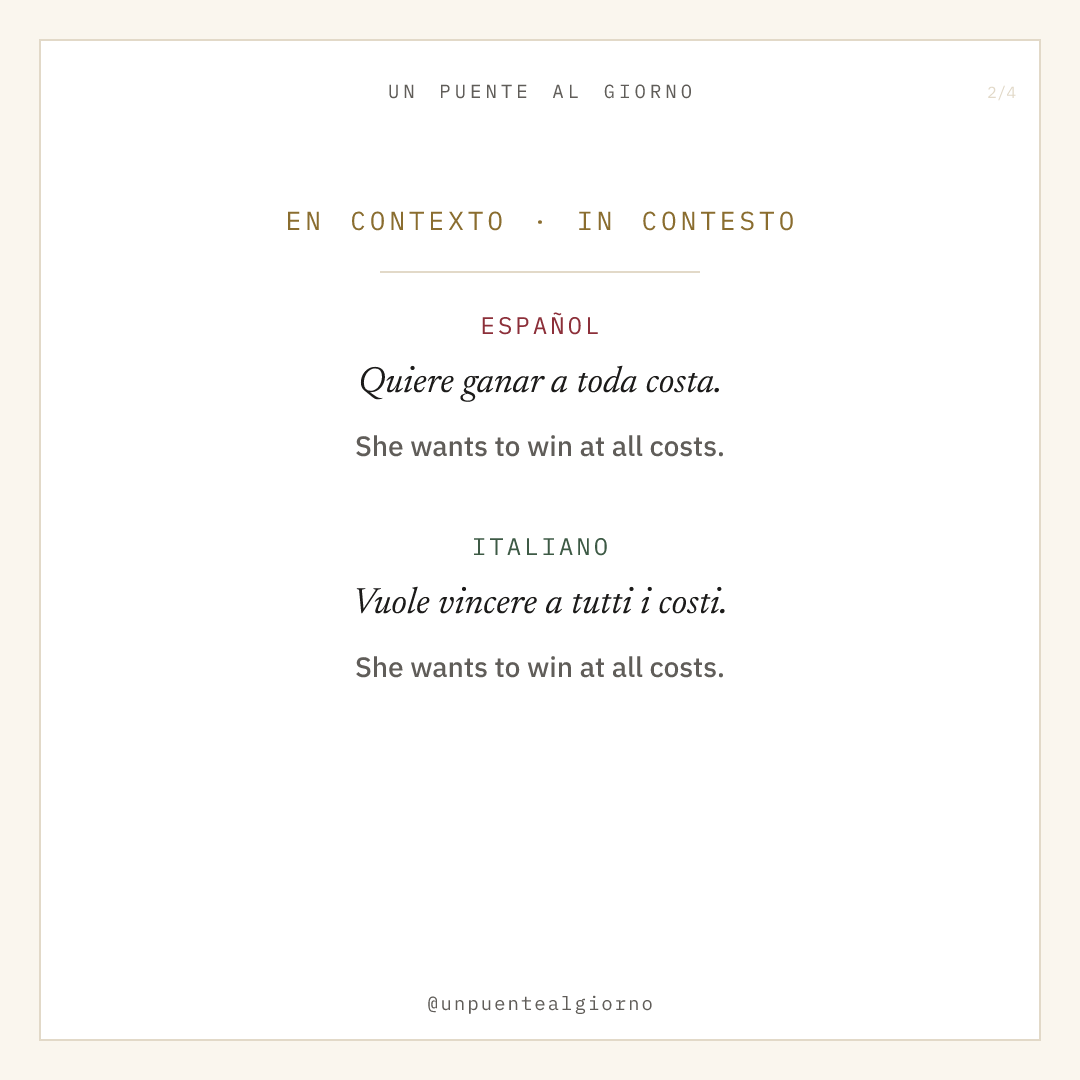 UN PUENTE AL GIORNO
2/4
EN CONTEXTO · IN CONTESTO
ESPAÑOL
Quiere ganar a toda costa.
She wants to win at all costs.
ITALIANO
Vuole vincere a tutti i costi.
She wants to win at all costs.
@unpuentealgiorno